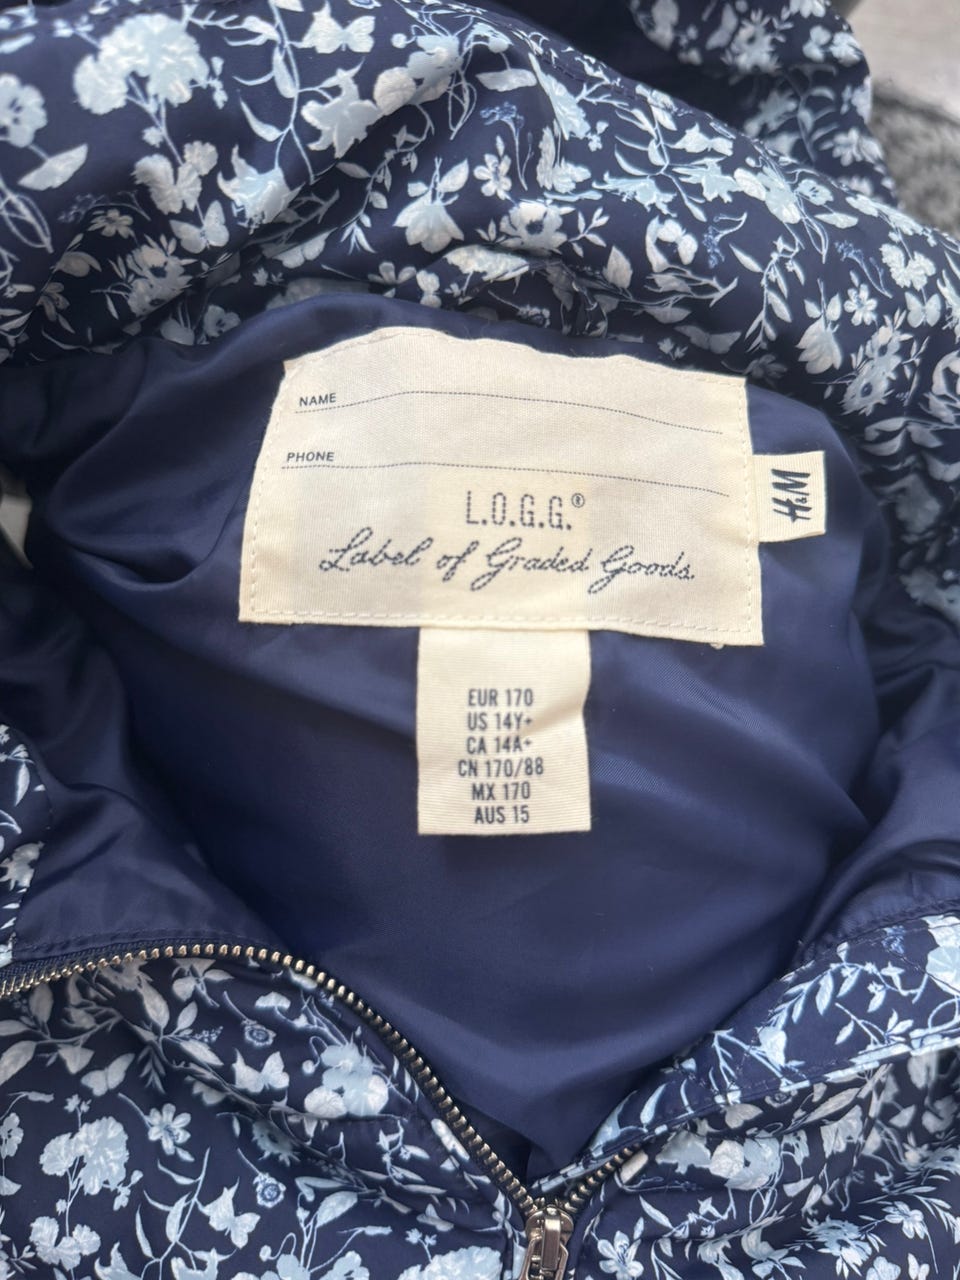 NAME
PHONE
L.O.G.G.®
Label of Graded Goods.
H&M
EUR 170
US 14Y+
CA 14A+
CN 170/88
MX 170
AUS 15